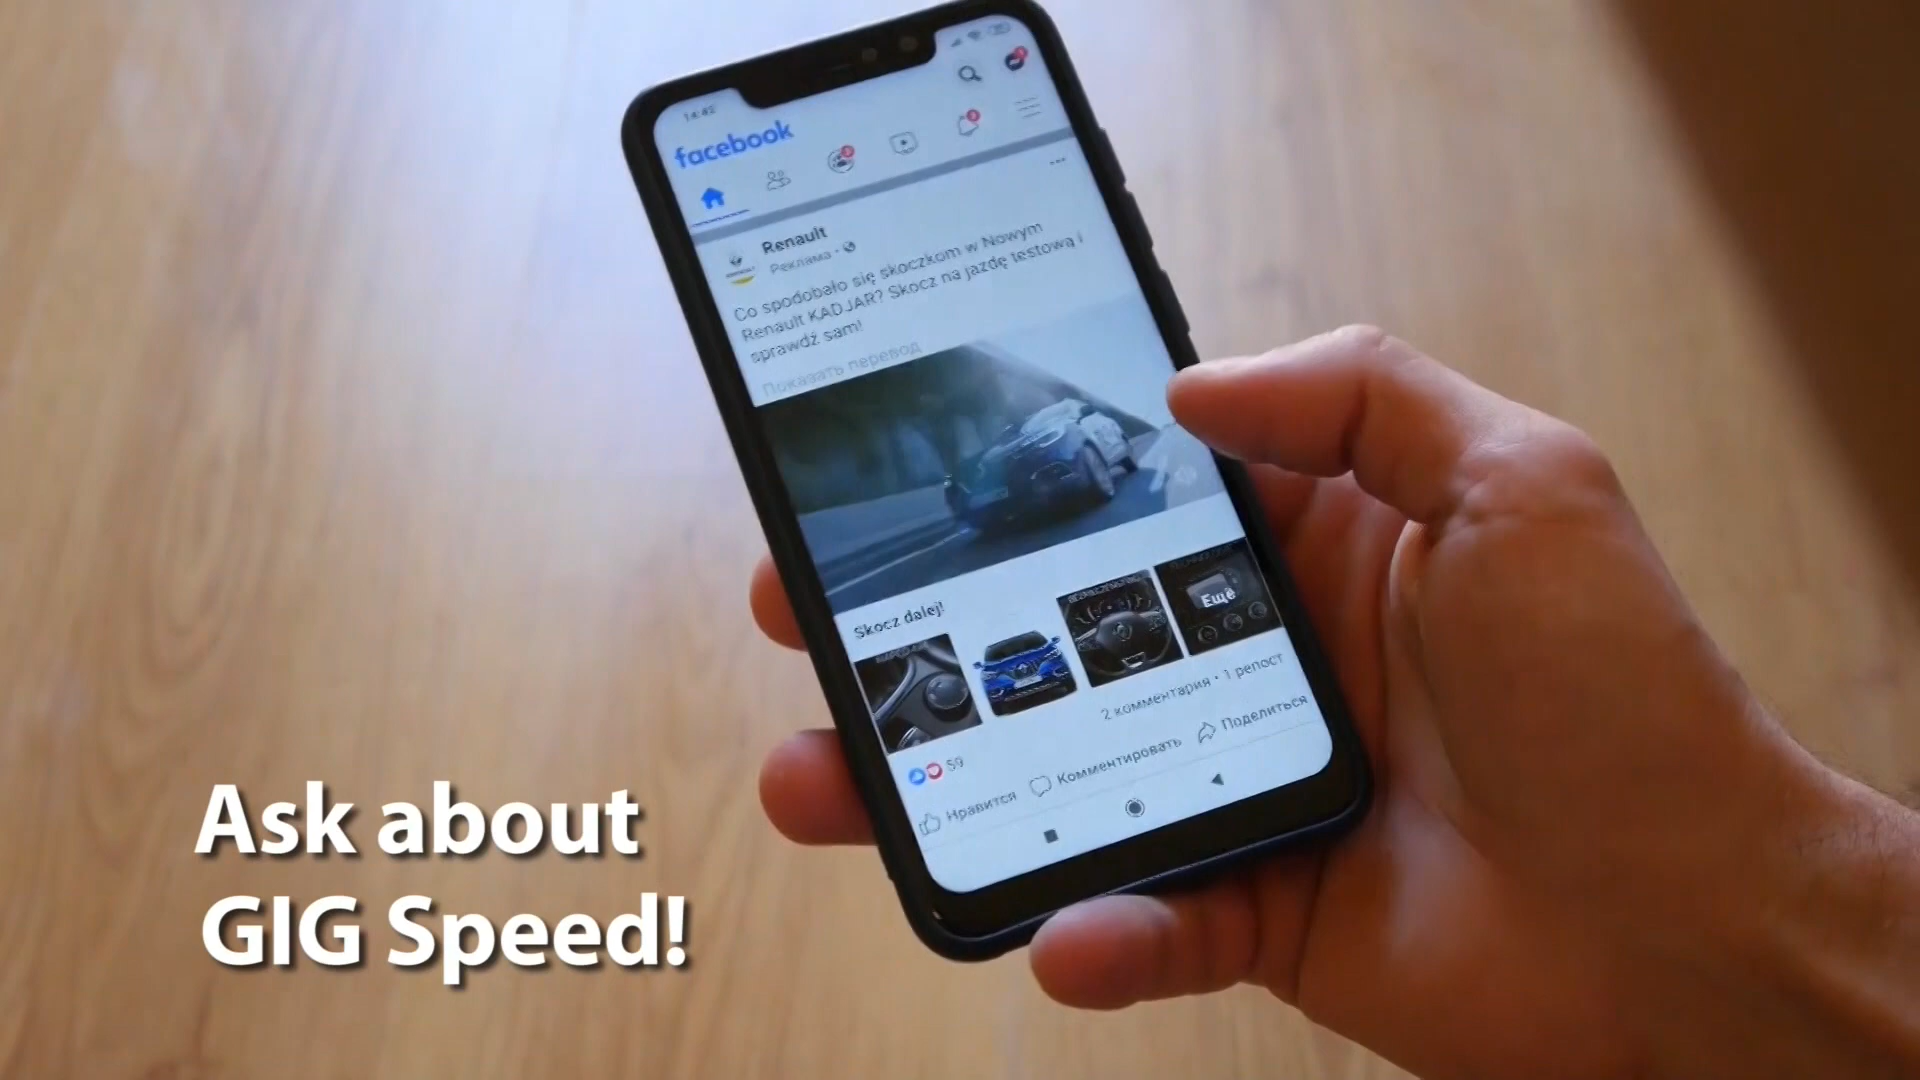 14:42
facebook
Renault
Реклама
Co spodobało się skoczkom w Nowym
Renault KADJAR? Skocz na jazdę testową i
sprawdź sam!
Показать перевод
Skocz dalej!
Ещё
59
2 комментария · 1 репост
Нравится
Комментировать
Поделиться
Ask about
GIG Speed!